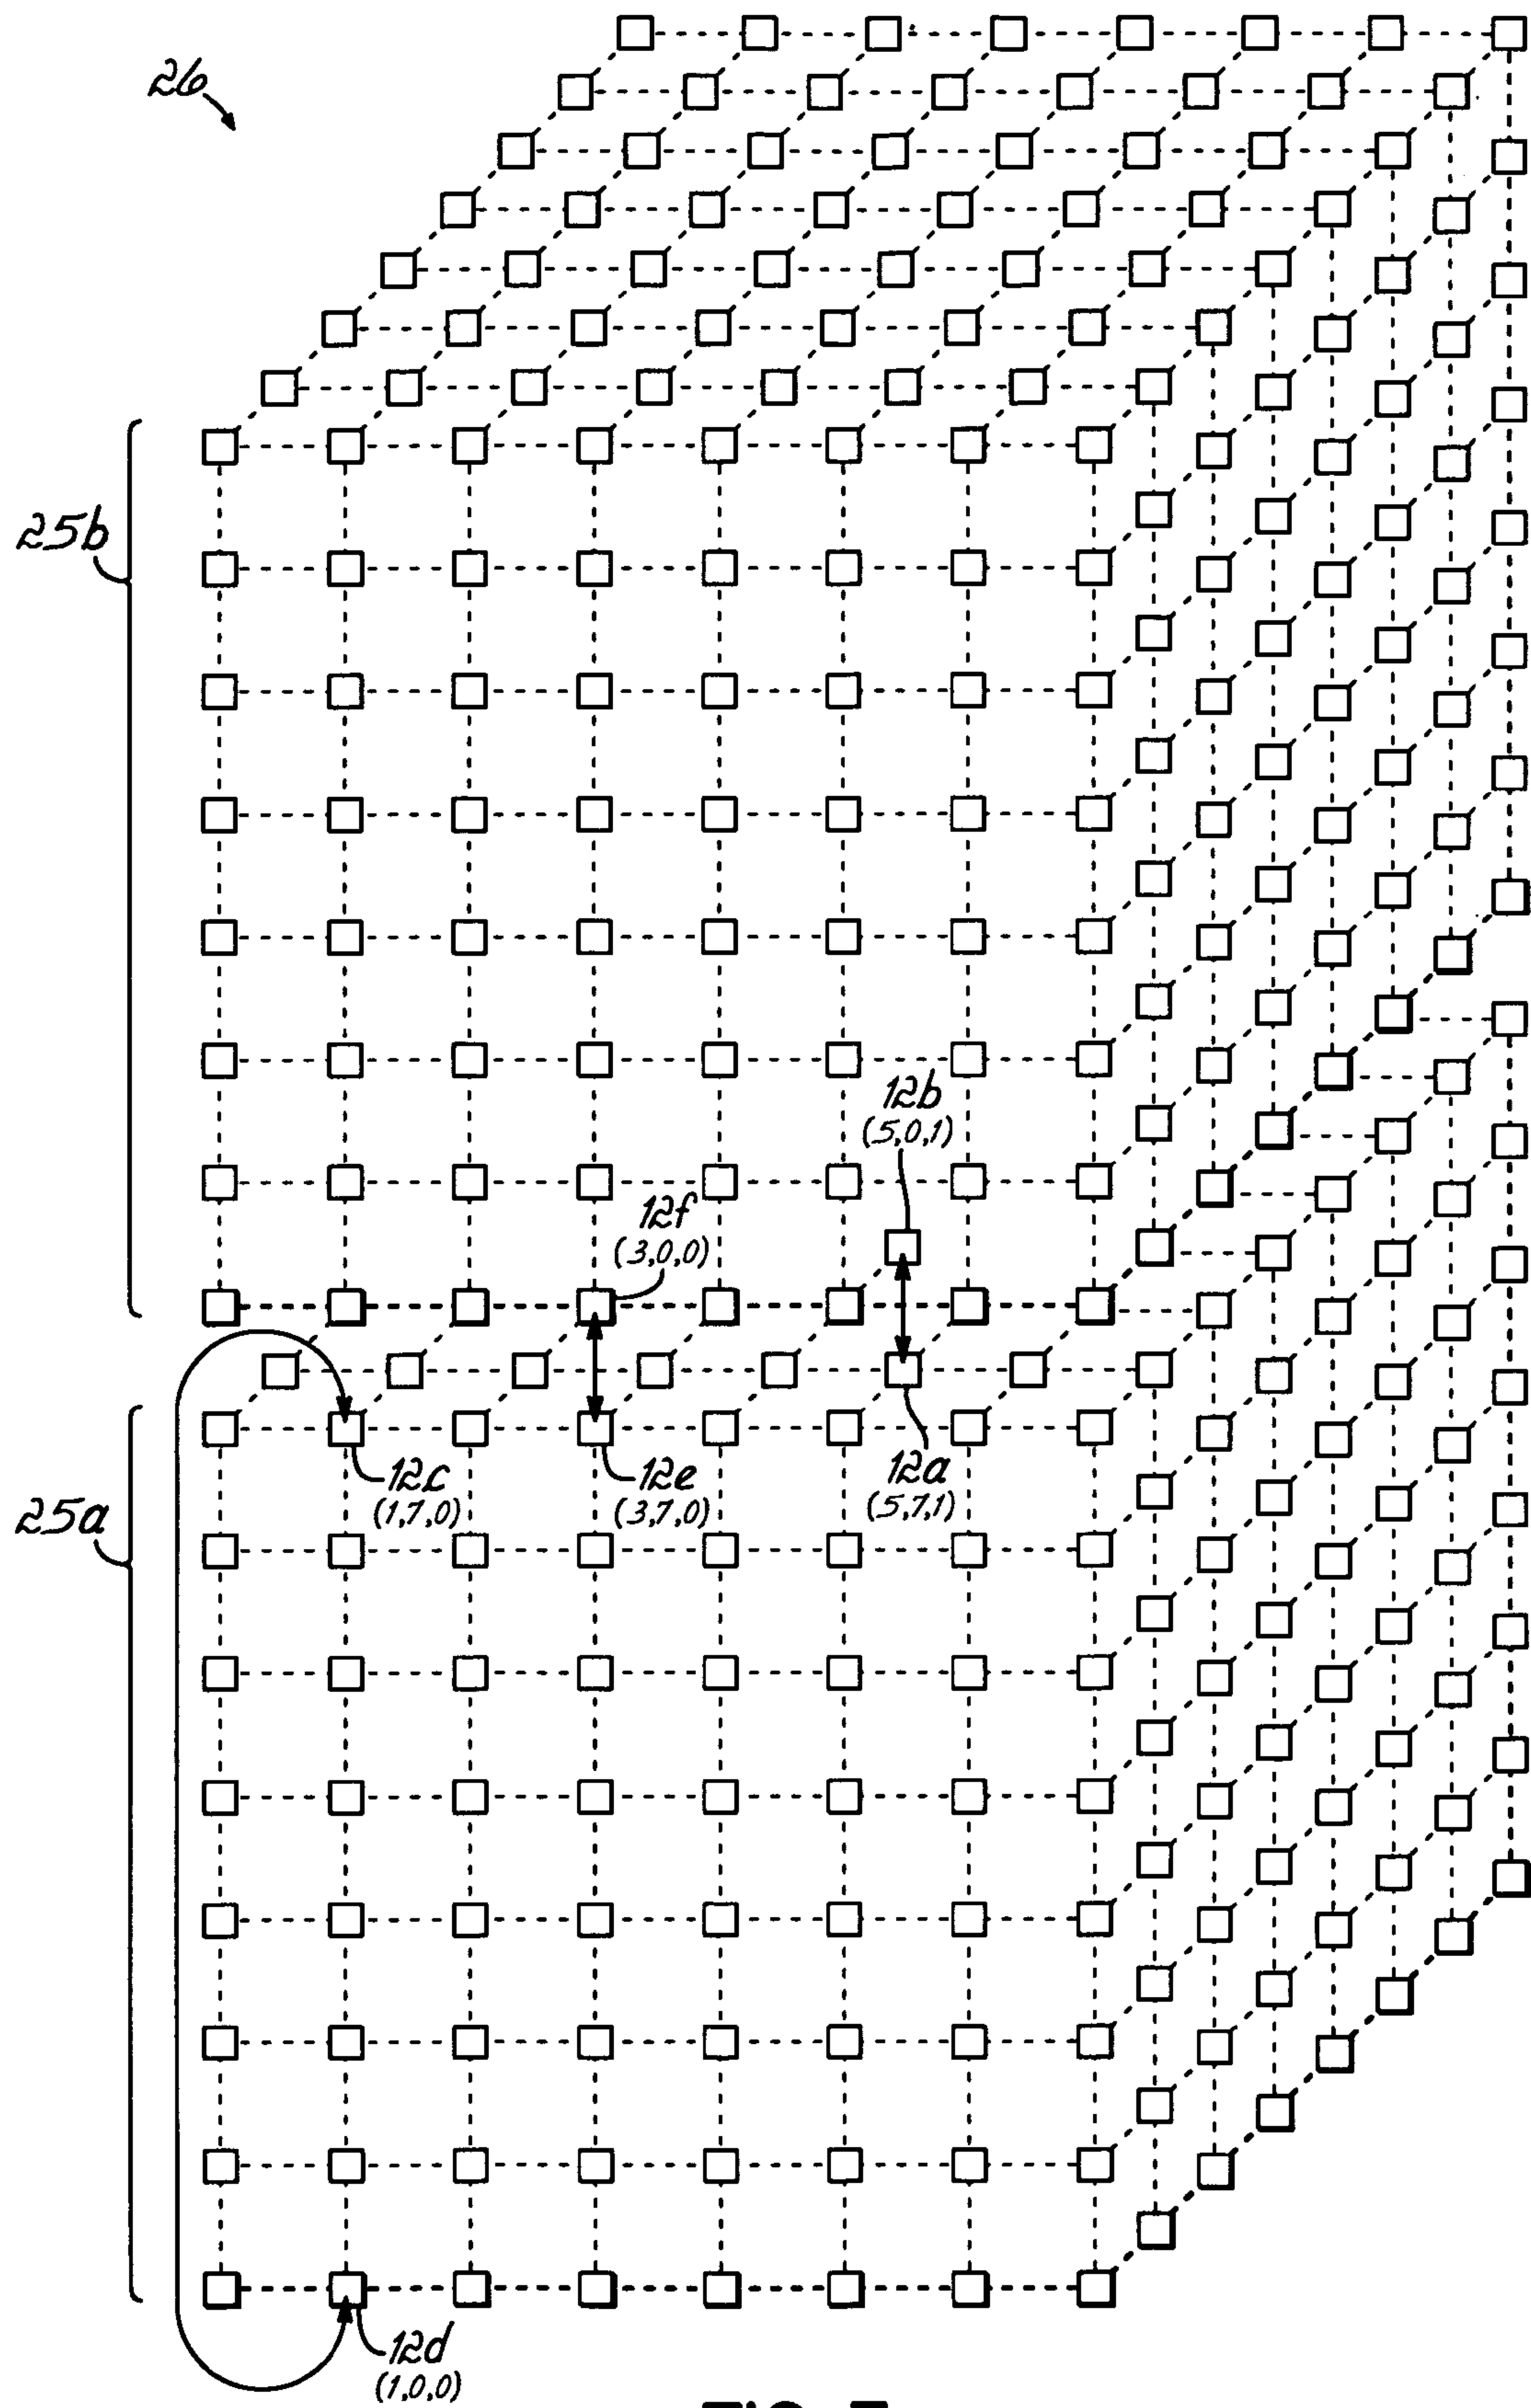 26
25b
12b
(5,0,1)
12f
(3,0,0)
25a
12c
(1,7,0)
12e
(3,7,0)
12a
(5,7,1)
12d
(1,0,0)